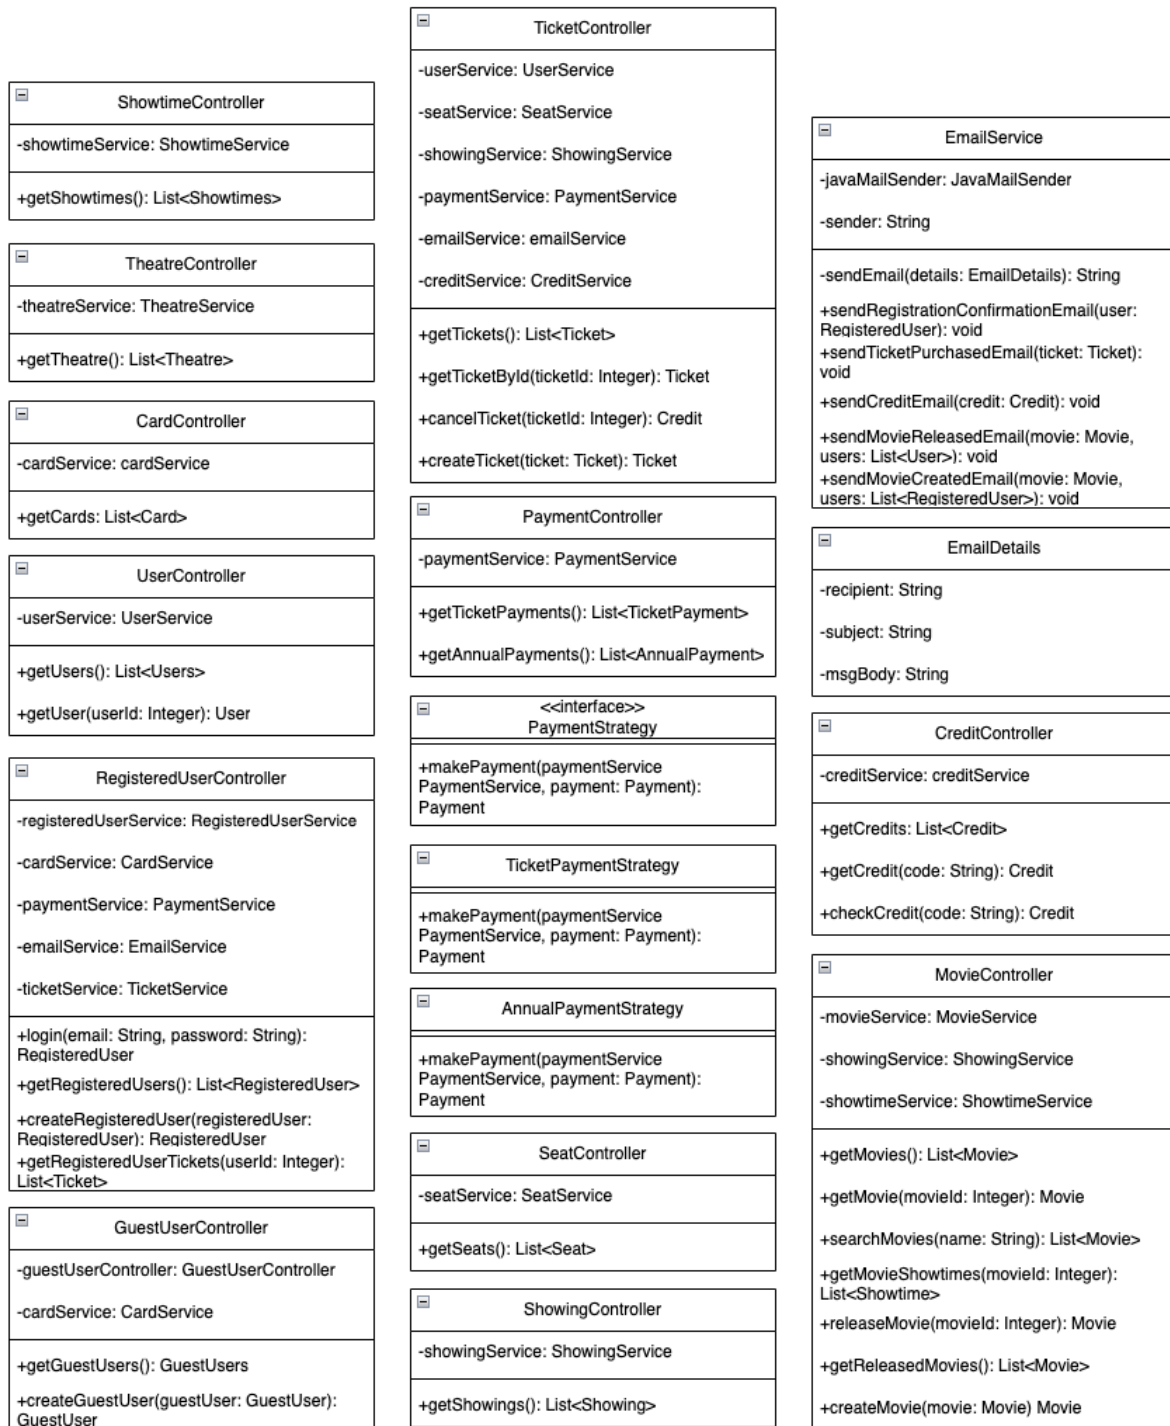 ShowtimeController
-showtimeService: ShowtimeService
+getShowtimes(): List<Showtimes>
TheatreController
-theatreService: TheatreService
+getTheatre(): List<Theatre>
CardController
-cardService: cardService
+getCards: List<Card>
UserController
-userService: UserService
+getUsers(): List<Users>
+getUser(userId: Integer): User
RegisteredUserController
-registeredUserService: RegisteredUserService
-cardService: CardService
-paymentService: PaymentService
-emailService: EmailService
-ticketService: TicketService
+login(email: String, password: String):
RegisteredUser
+getRegisteredUsers(): List<RegisteredUser>
+createRegisteredUser(registeredUser:
RegisteredUser): RegisteredUser
+getRegisteredUserTickets(userId: Integer):
List<Ticket>
GuestUserController
-guestUserController: GuestUserController
-cardService: CardService
+getGuestUsers(): GuestUsers
+createGuestUser(guestUser: GuestUser):
GuestUser
TicketController
-userService: UserService
-seatService: SeatService
-showingService: ShowingService
-paymentService: PaymentService
-emailService: emailService
-creditService: CreditService
+getTickets(): List<Ticket>
+getTicketById(ticketId: Integer): Ticket
+cancelTicket(ticketId: Integer): Credit
+createTicket(ticket: Ticket): Ticket
PaymentController
-paymentService: PaymentService
+getTicketPayments(): List<TicketPayment>
+getAnnualPayments(): List<AnnualPayment>
<<interface>>
PaymentStrategy
+makePayment(paymentService
PaymentService, payment: Payment):
Payment
TicketPaymentStrategy
+makePayment(paymentService
PaymentService, payment: Payment):
Payment
AnnualPaymentStrategy
+makePayment(paymentService
PaymentService, payment: Payment):
Payment
SeatController
-seatService: SeatService
+getSeats(): List<Seat>
ShowingController
-showingService: ShowingService
+getShowings(): List<Showing>
EmailService
-javaMailSender: JavaMailSender
-sender: String
-sendEmail(details: EmailDetails): String
+sendRegistrationConfirmationEmail(user:
RegisteredUser): void
+sendTicketPurchasedEmail(ticket: Ticket):
void
+sendCreditEmail(credit: Credit): void
+sendMovieReleasedEmail(movie: Movie,
users: List<User>): void
+sendMovieCreatedEmail(movie: Movie,
users: List<RegisteredUser>): void
EmailDetails
-recipient: String
-subject: String
-msgBody: String
CreditController
-creditService: creditService
+getCredits: List<Credit>
+getCredit(code: String): Credit
+checkCredit(code: String): Credit
MovieController
-movieService: MovieService
-showingService: ShowingService
-showtimeService: ShowtimeService
+getMovies(): List<Movie>
+getMovie(movieId: Integer): Movie
+searchMovies(name: String): List<Movie>
+getMovieShowtimes(movieId: Integer):
List<Showtime>
+releaseMovie(movieId: Integer): Movie
+getReleasedMovies(): List<Movie>
+createMovie(movie: Movie) Movie